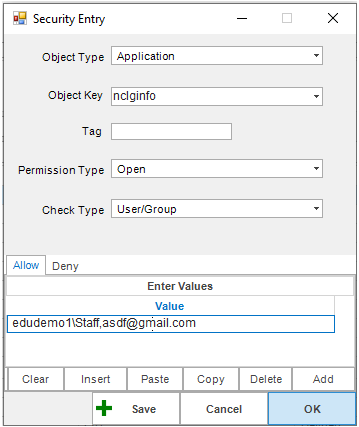 Security Entry
Object Type Application
Object Key nclginfo
Tag
Permission Type Open
Check Type User/Group
Allow Deny
Enter Values
Value
edudemo1\Staff,asdf@gmail.com
Clear Insert Paste Copy Delete Add
Save Cancel OK